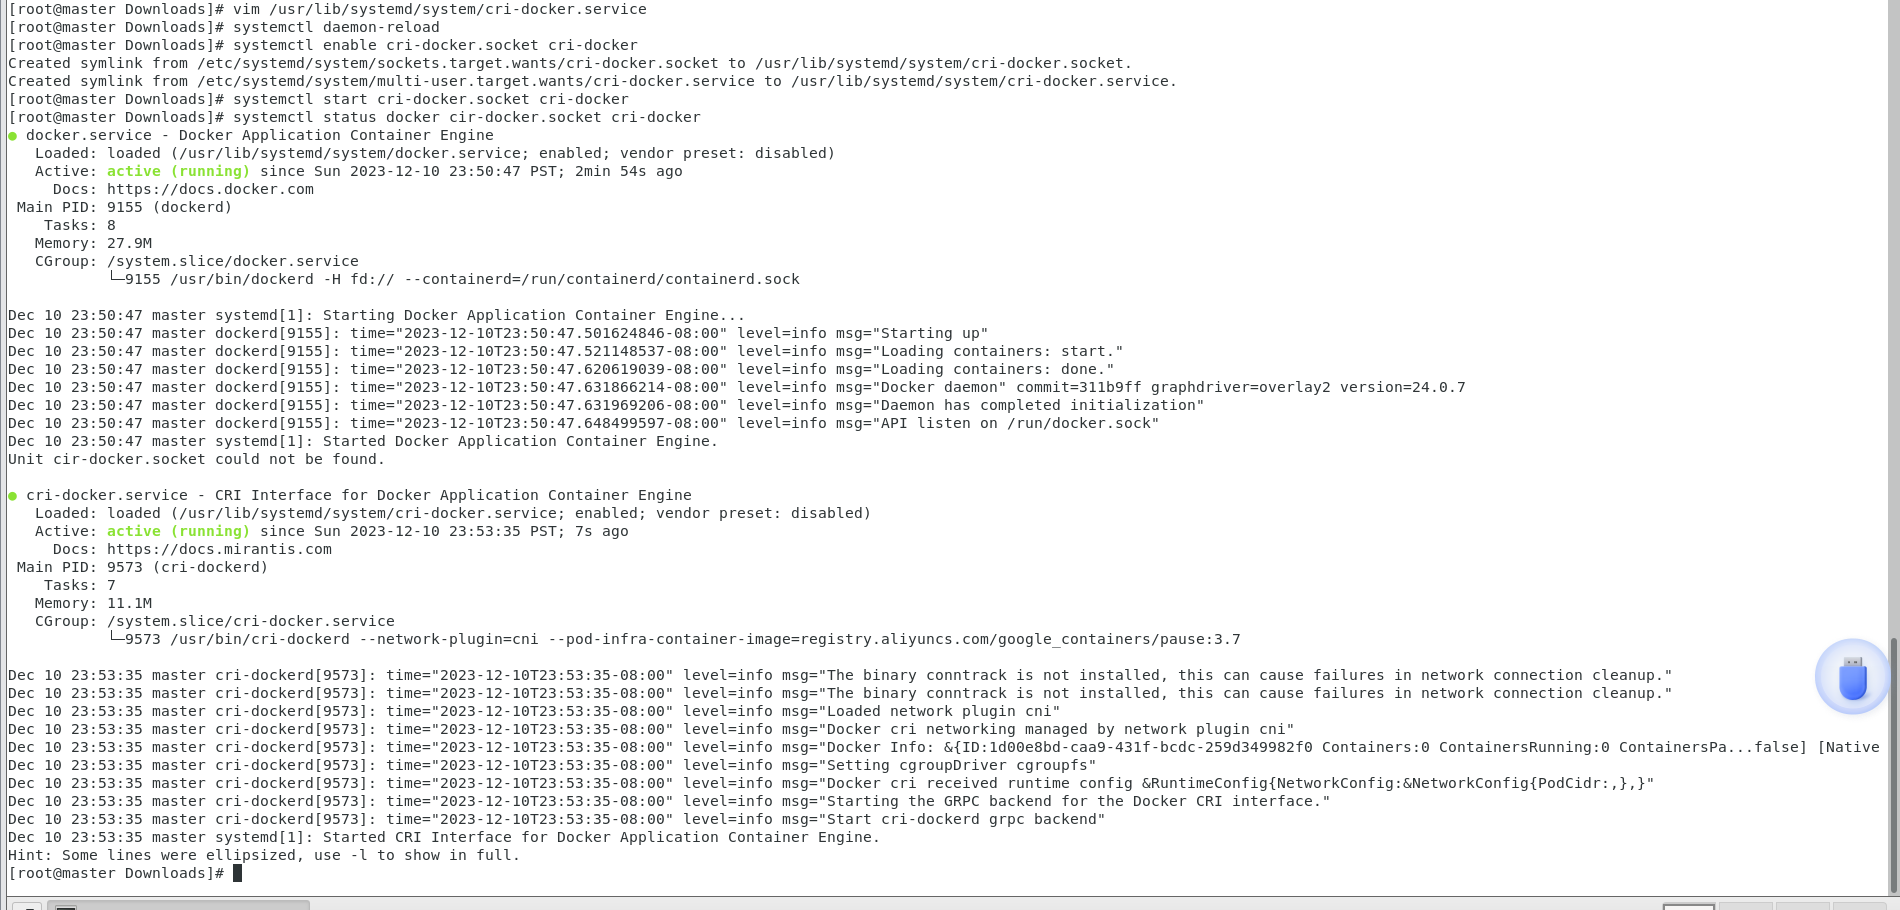 [root@master Downloads]# vim /usr/lib/systemd/system/cri-docker.service
[root@master Downloads]# systemctl daemon-reload
[root@master Downloads]# systemctl enable cri-docker.socket cri-docker
Created symlink from /etc/systemd/system/sockets.target.wants/cri-docker.socket to /usr/lib/systemd/system/cri-docker.socket.
Created symlink from /etc/systemd/system/multi-user.target.wants/cri-docker.service to /usr/lib/systemd/system/cri-docker.service.
[root@master Downloads]# systemctl start cri-docker.socket cri-docker
[root@master Downloads]# systemctl status docker cir-docker.socket cri-docker
● docker.service - Docker Application Container Engine
   Loaded: loaded (/usr/lib/systemd/system/docker.service; enabled; vendor preset: disabled)
   Active: active (running) since Sun 2023-12-10 23:50:47 PST; 2min 54s ago
     Docs: https://docs.docker.com
 Main PID: 9155 (dockerd)
    Tasks: 8
   Memory: 27.9M
   CGroup: /system.slice/docker.service
           └─9155 /usr/bin/dockerd -H fd:// --containerd=/run/containerd/containerd.sock
Dec 10 23:50:47 master systemd[1]: Starting Docker Application Container Engine...
Dec 10 23:50:47 master dockerd[9155]: time="2023-12-10T23:50:47.501624846-08:00" level=info msg="Starting up"
Dec 10 23:50:47 master dockerd[9155]: time="2023-12-10T23:50:47.521148537-08:00" level=info msg="Loading containers: start."
Dec 10 23:50:47 master dockerd[9155]: time="2023-12-10T23:50:47.620619039-08:00" level=info msg="Loading containers: done."
Dec 10 23:50:47 master dockerd[9155]: time="2023-12-10T23:50:47.631866214-08:00" level=info msg="Docker daemon" commit=311b9ff graphdriver=overlay2 version=24.0.7
Dec 10 23:50:47 master dockerd[9155]: time="2023-12-10T23:50:47.631969206-08:00" level=info msg="Daemon has completed initialization"
Dec 10 23:50:47 master dockerd[9155]: time="2023-12-10T23:50:47.648499597-08:00" level=info msg="API listen on /run/docker.sock"
Dec 10 23:50:47 master systemd[1]: Started Docker Application Container Engine.
Unit cir-docker.socket could not be found.
● cri-docker.service - CRI Interface for Docker Application Container Engine
   Loaded: loaded (/usr/lib/systemd/system/cri-docker.service; enabled; vendor preset: disabled)
   Active: active (running) since Sun 2023-12-10 23:53:35 PST; 7s ago
     Docs: https://docs.mirantis.com
 Main PID: 9573 (cri-dockerd)
    Tasks: 7
   Memory: 11.1M
   CGroup: /system.slice/cri-docker.service
           └─9573 /usr/bin/cri-dockerd --network-plugin=cni --pod-infra-container-image=registry.aliyuncs.com/google_containers/pause:3.7
Dec 10 23:53:35 master cri-dockerd[9573]: time="2023-12-10T23:53:35-08:00" level=info msg="The binary conntrack is not installed, this can cause failures in network connection cleanup."
Dec 10 23:53:35 master cri-dockerd[9573]: time="2023-12-10T23:53:35-08:00" level=info msg="The binary conntrack is not installed, this can cause failures in network connection cleanup."
Dec 10 23:53:35 master cri-dockerd[9573]: time="2023-12-10T23:53:35-08:00" level=info msg="Loaded network plugin cni"
Dec 10 23:53:35 master cri-dockerd[9573]: time="2023-12-10T23:53:35-08:00" level=info msg="Docker cri networking managed by network plugin cni"
Dec 10 23:53:35 master cri-dockerd[9573]: time="2023-12-10T23:53:35-08:00" level=info msg="Docker Info: &{ID:1d00e8bd-caa9-431f-bcdc-259d349982f0 Containers:0 ContainersRunning:0 ContainersPa...false] [Native
Dec 10 23:53:35 master cri-dockerd[9573]: time="2023-12-10T23:53:35-08:00" level=info msg="Setting cgroupDriver cgroupfs"
Dec 10 23:53:35 master cri-dockerd[9573]: time="2023-12-10T23:53:35-08:00" level=info msg="Docker cri received runtime config &RuntimeConfig{NetworkConfig:&NetworkConfig{PodCidr:,},}"
Dec 10 23:53:35 master cri-dockerd[9573]: time="2023-12-10T23:53:35-08:00" level=info msg="Starting the GRPC backend for the Docker CRI interface."
Dec 10 23:53:35 master cri-dockerd[9573]: time="2023-12-10T23:53:35-08:00" level=info msg="Start cri-dockerd grpc backend"
Dec 10 23:53:35 master systemd[1]: Started CRI Interface for Docker Application Container Engine.
Hint: Some lines were ellipsized, use -l to show in full.
[root@master Downloads]#